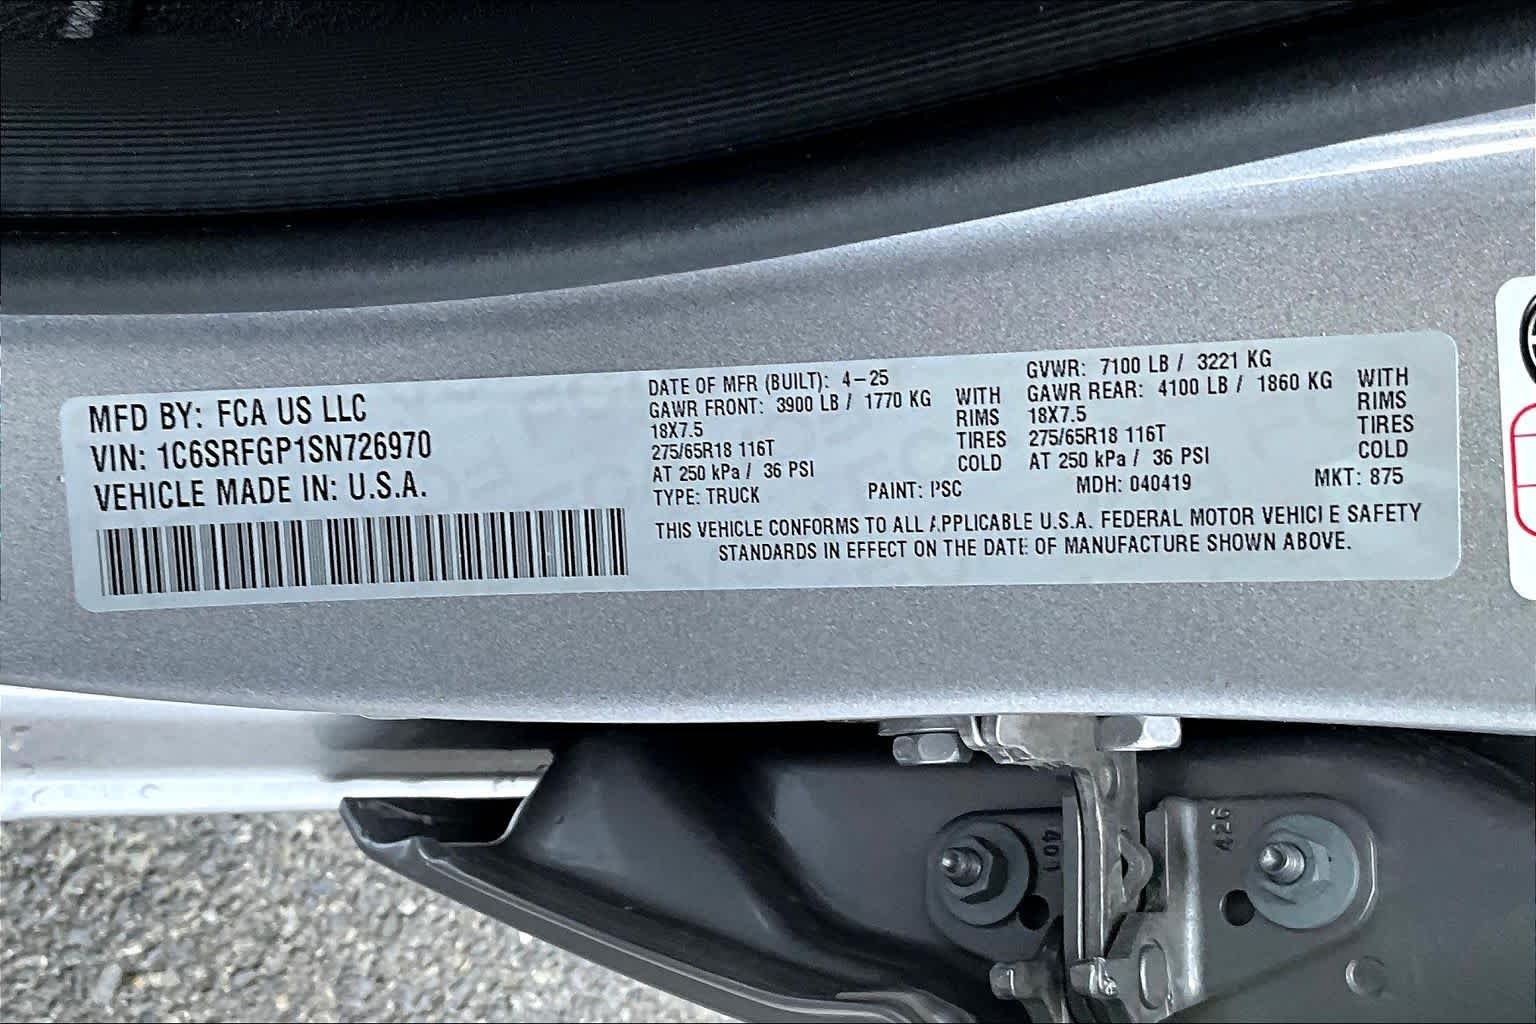 MFD BY: FCA US LLC
VIN: 1C6SRFGP1SN726970
VEHICLE MADE IN: U.S.A.
DATE OF MFR (BUILT): 4-25
GAWR FRONT: 3900 LB / 1770 KG WITH
18X7.5 RIMS
275/65R18 116T TIRES
AT 250 kPa / 36 PSI COLD
GVWR: 7100 LB / 3221 KG
GAWR REAR: 4100 LB / 1860 KG WITH
18X7.5 RIMS
275/65R18 116T TIRES
AT 250 kPa / 36 PSI COLD
TYPE: TRUCK PAINT: PSC MDH: 040419 MKT: 875
THIS VEHICLE CONFORMS TO ALL APPLICABLE U.S.A. FEDERAL MOTOR VEHICLE SAFETY
STANDARDS IN EFFECT ON THE DATE OF MANUFACTURE SHOWN ABOVE.
401
426